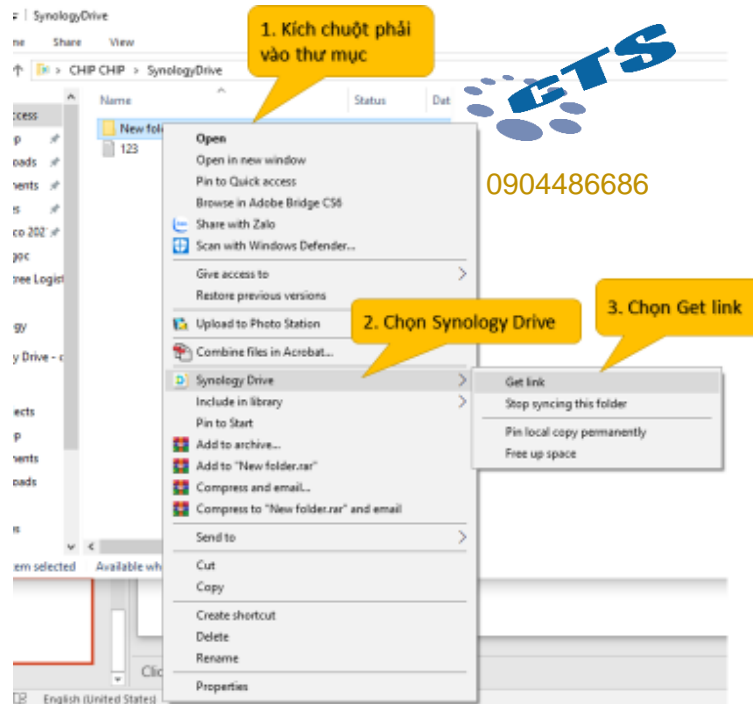 SynologyDrive
1. Kích chuột phải
vào thư mục
Share View
CHIP CHIP > SynologyDrive
CTS
Name Status
New
123
0904486686
Open
Open in new window
Pin to Quick access
Browse in Adobe Bridge CS6
Share with Zalo
Scan with Windows Defender...
Give access to
Restore previous versions
Upload to Photo Station
2. Chọn Synology Drive
3. Chọn Get link
Combine files in Acrobat...
Synology Drive
Get link
Include in library
Stop syncing this folder
Pin to Start
Pin local copy permanently
Add to archive...
Free up space
Add to "New folder.rar"
Compress and email...
Compress to "New folder.rar" and email
Send to
Cut
Copy
Create shortcut
Delete
Rename
Properties
selected Available
English (United States)